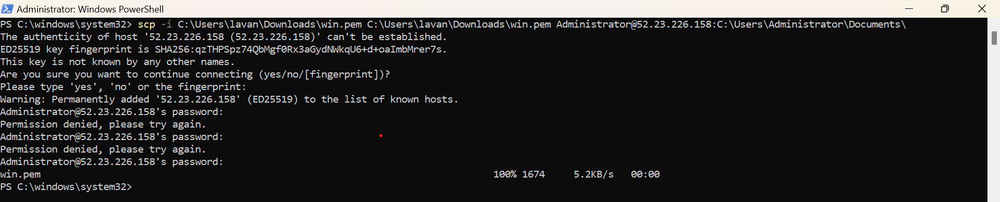 Administrator: Windows PowerShell
PS C:\windows\system32> scp -i C:\Users\lavan\Downloads\win.pem C:\Users\lavan\Downloads\win.pem Administrator@52.23.226.158:C:\Users\Administrator\Documents\
The authenticity of host '52.23.226.158 (52.23.226.158)' can't be established.
ED25519 key fingerprint is SHA256:qzTHPSpz74QbMgf0Rx3aGydNWkqU6+d+oaImbMrer7s.
This key is not known by any other names.
Are you sure you want to continue connecting (yes/no/[fingerprint])?
Please type 'yes', 'no' or the fingerprint:
Warning: Permanently added '52.23.226.158' (ED25519) to the list of known hosts.
Administrator@52.23.226.158's password:
Permission denied, please try again.
Administrator@52.23.226.158's password:
Permission denied, please try again.
Administrator@52.23.226.158's password:
win.pem 100% 1674 5.2KB/s 00:00
PS C:\windows\system32>